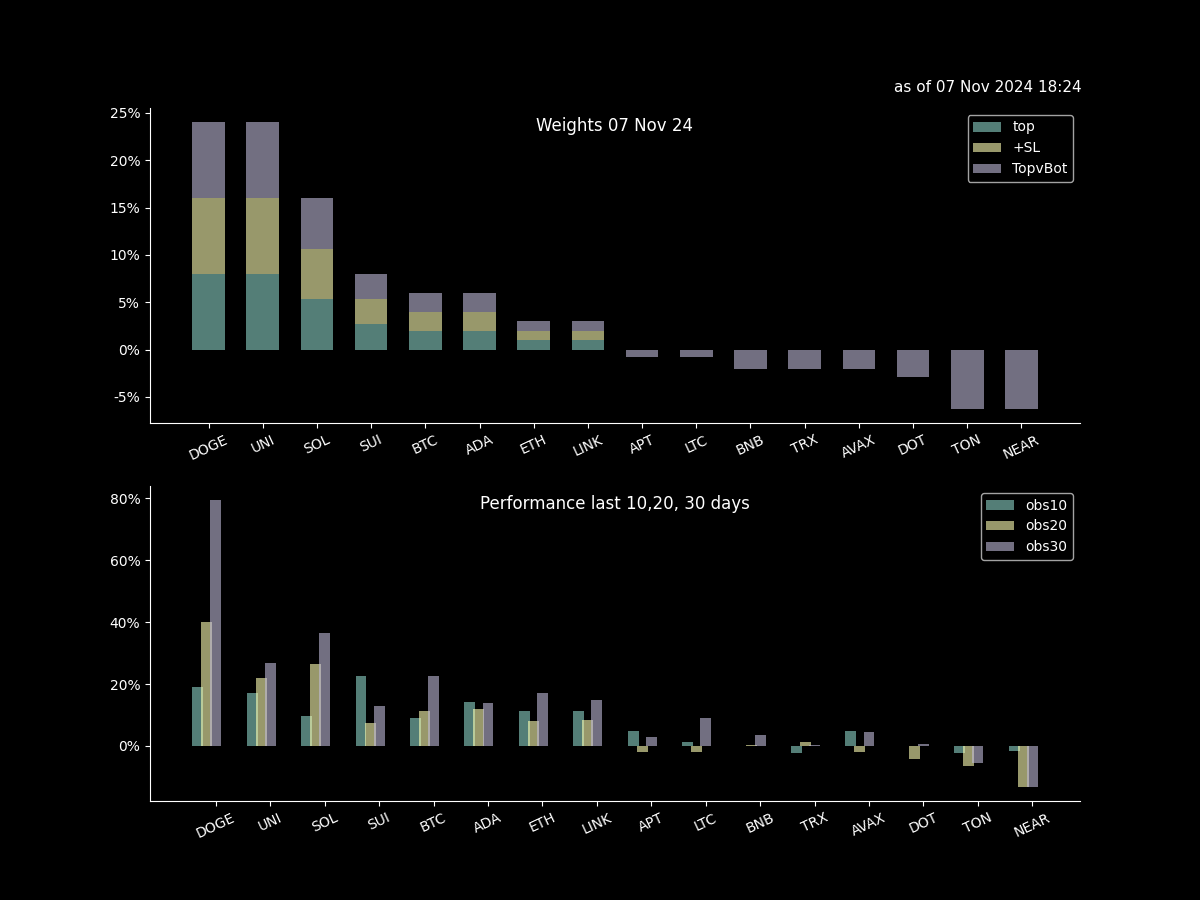 as of 07 Nov 2024 18:24
Weights 07 Nov 24
top
+SL
TopvBot
25%
20%
15%
10%
5%
0%
-5%
DOGE UNI SOL SUI BTC ADA ETH LINK APT LTC BNB TRX AVAX DOT TON NEAR
Performance last 10,20, 30 days
obs10
obs20
obs30
80%
60%
40%
20%
0%
DOGE UNI SOL SUI BTC ADA ETH LINK APT LTC BNB TRX AVAX DOT TON NEAR